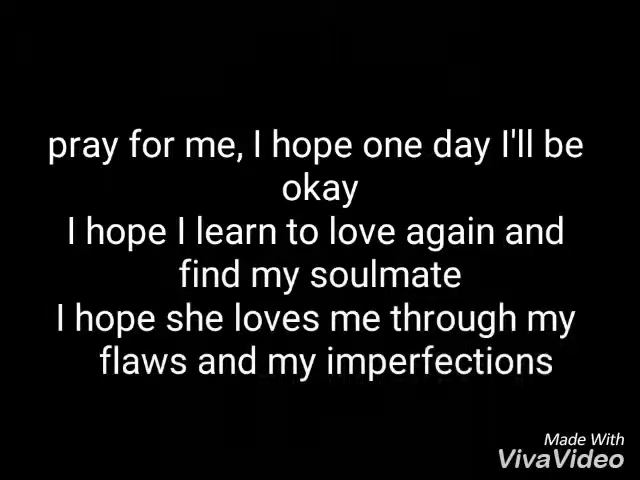 pray for me, I hope one day I'll be
okay
I hope I learn to love again and
find my soulmate
I hope she loves me through my
flaws and my imperfections
Made With
VivaVideo